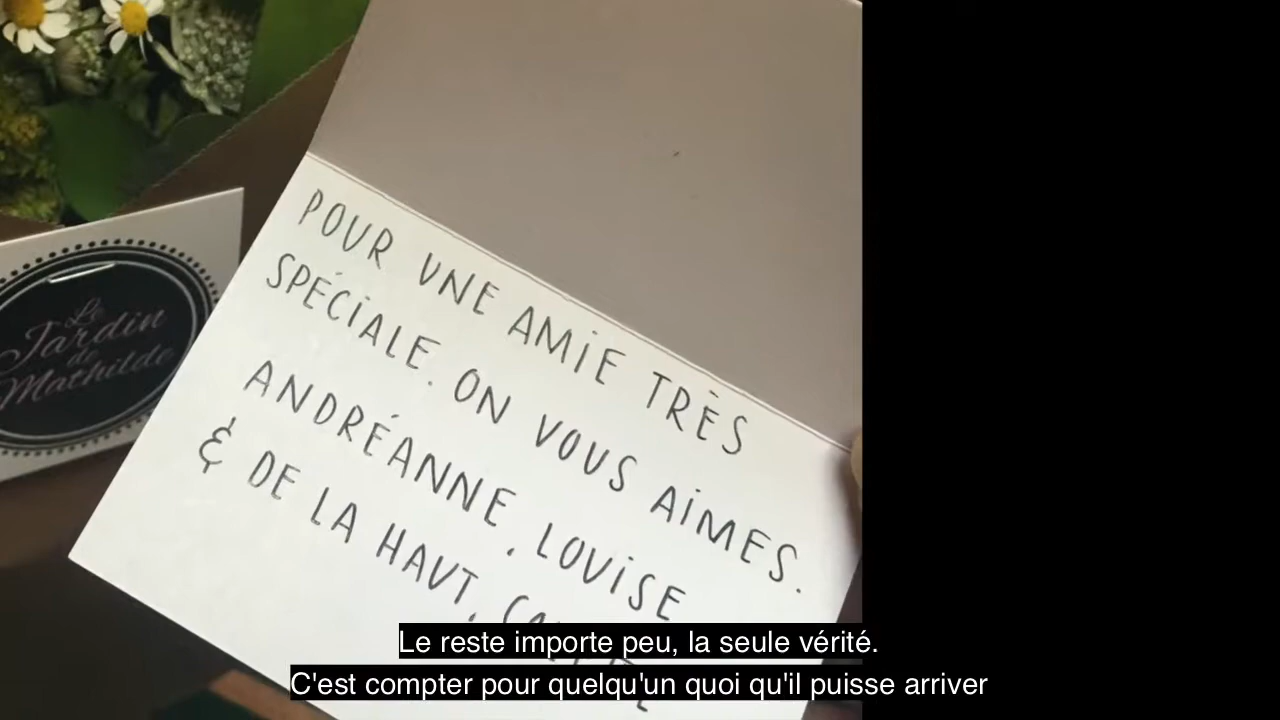 Le
Jardin
de
Mathilde
POUR UNE AMIE TRÈS
SPÉCIALE. ON VOUS AIMES.
ANDRÉANNE, LOUISE
& DE LA HAUT,
Le reste importe peu, la seule vérité.
C'est compter pour quelqu'un quoi qu'il puisse arriver